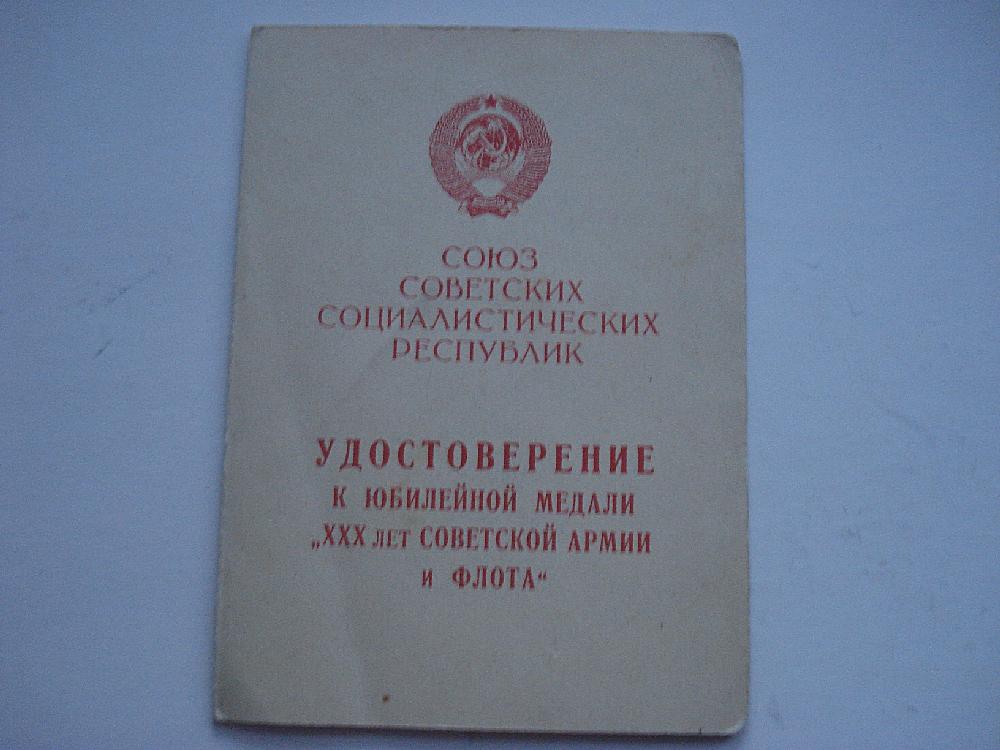 СОЮЗ
СОВЕТСКИХ
СОЦИАЛИСТИЧЕСКИХ
РЕСПУБЛИК
УДОСТОВЕРЕНИЕ
К ЮБИЛЕЙНОЙ МЕДАЛИ
„XXX ЛЕТ СОВЕТСКОЙ АРМИИ
И ФЛОТА“